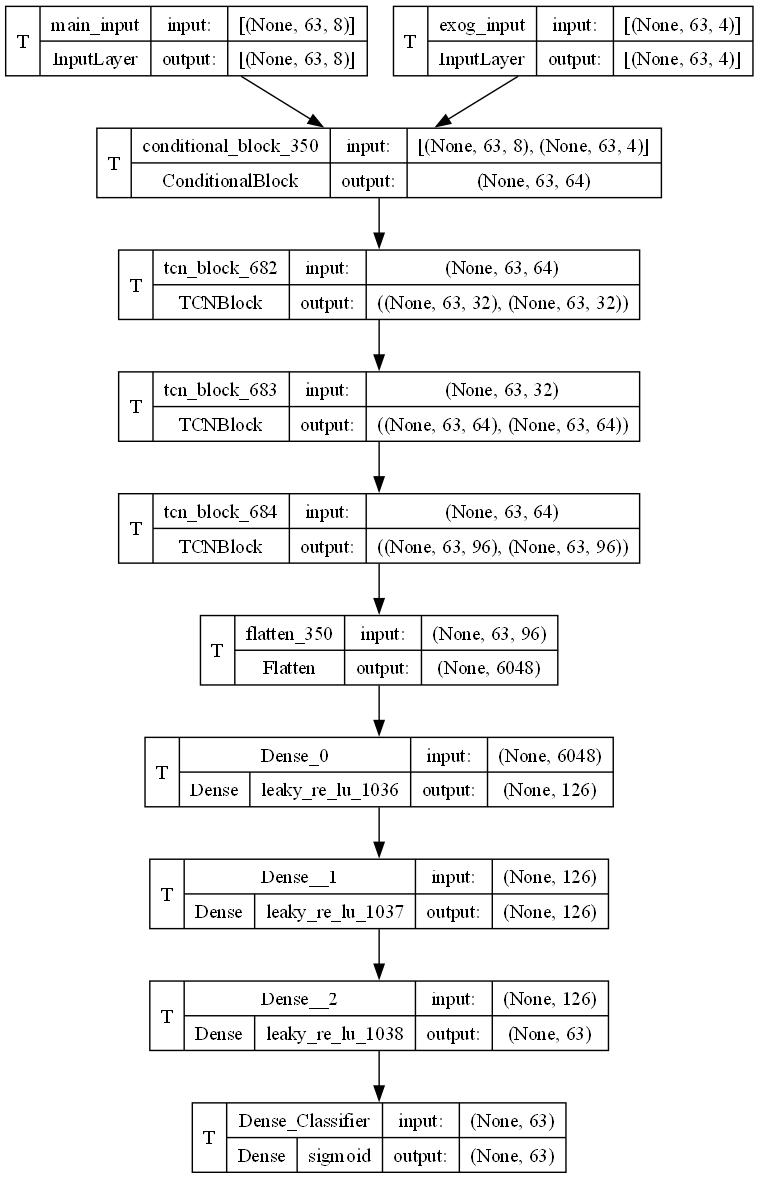 T main_input input: [(None, 63, 8)]
InputLayer output: [(None, 63, 8)]
T exog_input input: [(None, 63, 4)]
InputLayer output: [(None, 63, 4)]
T conditional_block_350 input: [(None, 63, 8), (None, 63, 4)]
ConditionalBlock output: (None, 63, 64)
T tcn_block_682 input: (None, 63, 64)
TCNBlock output: ((None, 63, 32), (None, 63, 32))
T tcn_block_683 input: (None, 63, 32)
TCNBlock output: ((None, 63, 64), (None, 63, 64))
T tcn_block_684 input: (None, 63, 64)
TCNBlock output: ((None, 63, 96), (None, 63, 96))
T flatten_350 input: (None, 63, 96)
Flatten output: (None, 6048)
T Dense_0 input: (None, 6048)
Dense leaky_re_lu_1036 output: (None, 126)
T Dense__1 input: (None, 126)
Dense leaky_re_lu_1037 output: (None, 126)
T Dense__2 input: (None, 126)
Dense leaky_re_lu_1038 output: (None, 63)
T Dense_Classifier input: (None, 63)
Dense sigmoid output: (None, 63)